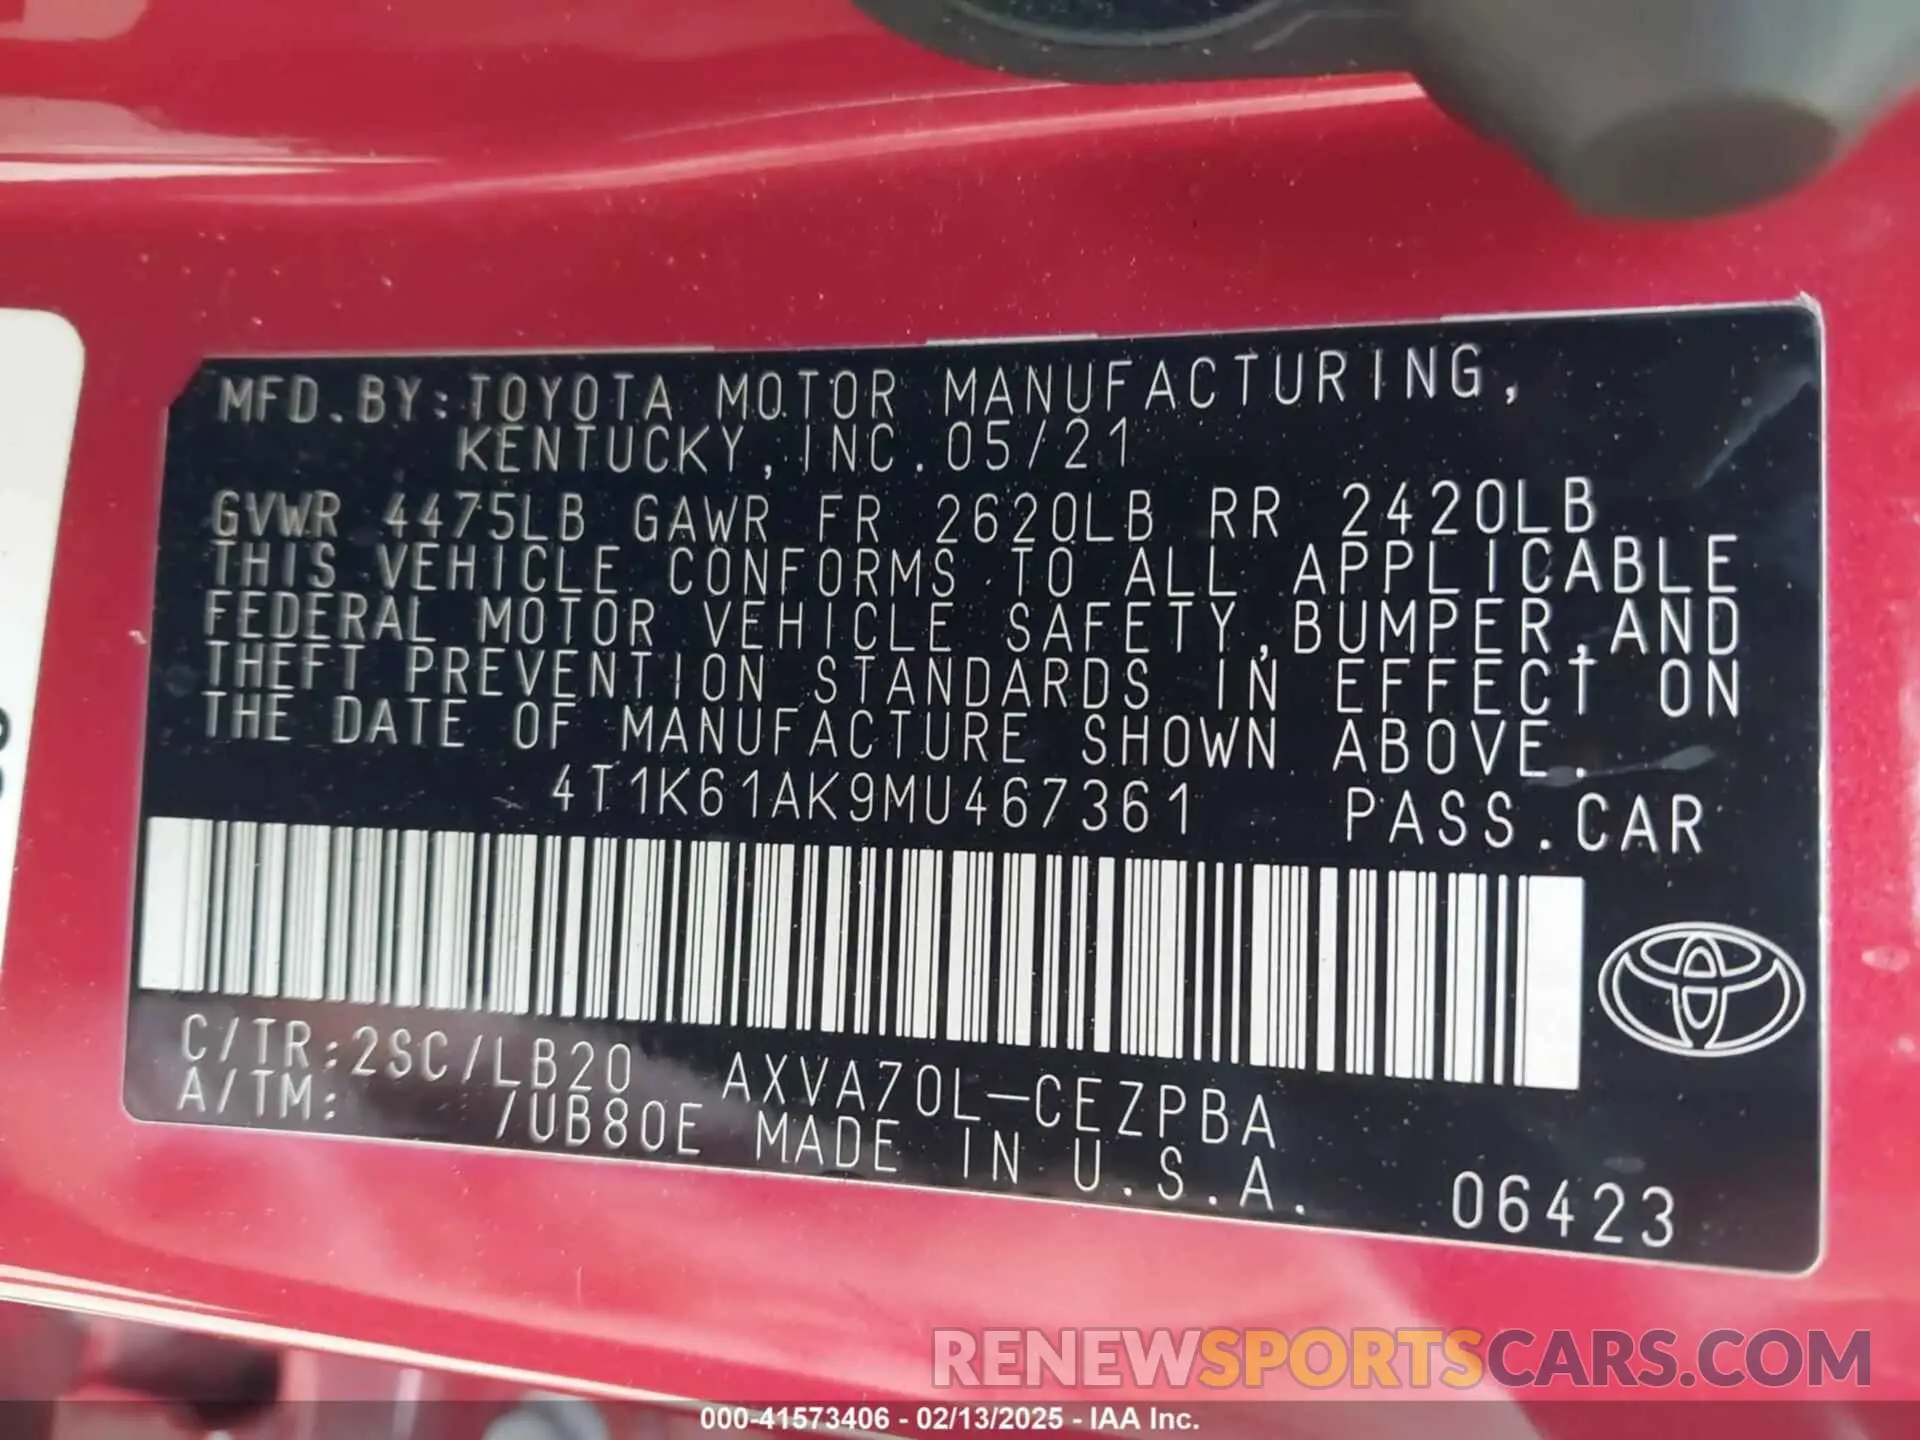 MFD.BY:TOYOTA MOTOR MANUFACTURING,
KENTUCKY,INC.05/21
GVWR 4475LB GAWR FR 2620LB RR 2420LB
THIS VEHICLE CONFORMS TO ALL APPLICABLE
FEDERAL MOTOR VEHICLE SAFETY,BUMPER,AND
THEFT PREVENTION STANDARDS IN EFFECT ON
THE DATE OF MANUFACTURE SHOWN ABOVE.
4T1K61AK9MU467361 PASS.CAR
C/TR:2SC/LB20 AXVA70L-CEZPBA
A/TM: /UB80E MADE IN U.S.A.
06423
RENEWSPORTSCARS.COM
000-41573406 - 02/13/2025 - IAA Inc.